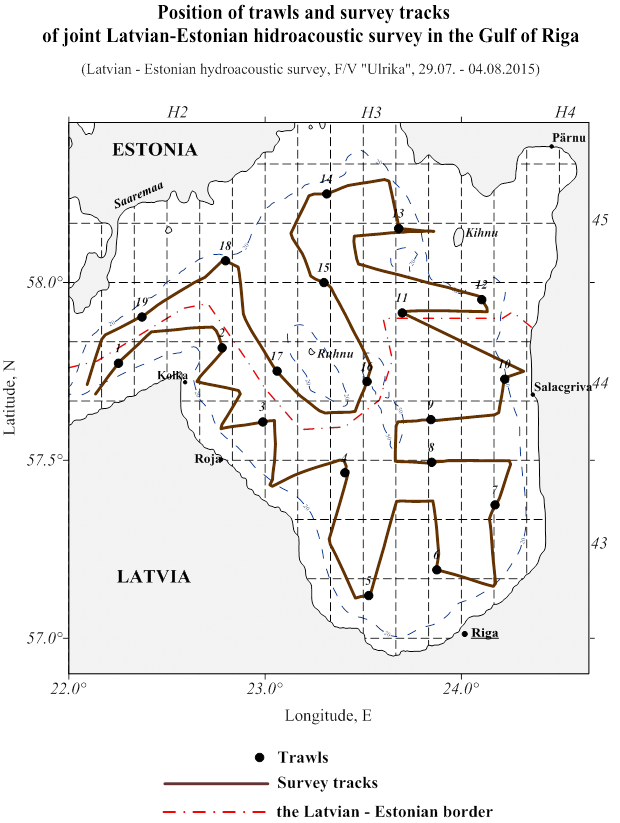 Position of trawls and survey tracks
of joint Latvian-Estonian hidroacoustic survey in the Gulf of Riga
(Latvian - Estonian hydroacoustic survey, F/V "Ulrika", 29.07. - 04.08.2015)
H2 H3 H4
Pärnu
ESTONIA
Saaremaa
14
13
45
Kihnu
18
15
58.0°
12
19
11
2
1
Ruhnu
17
16
10
44
Kolka
Salacgriva
Latitude, N
3
9
Roja
57.5°
4
8
7
43
6
LATVIA
5
57.0°
Riga
22.0° 23.0° 24.0°
Longitude, E
Trawls
Survey tracks
the Latvian - Estonian border